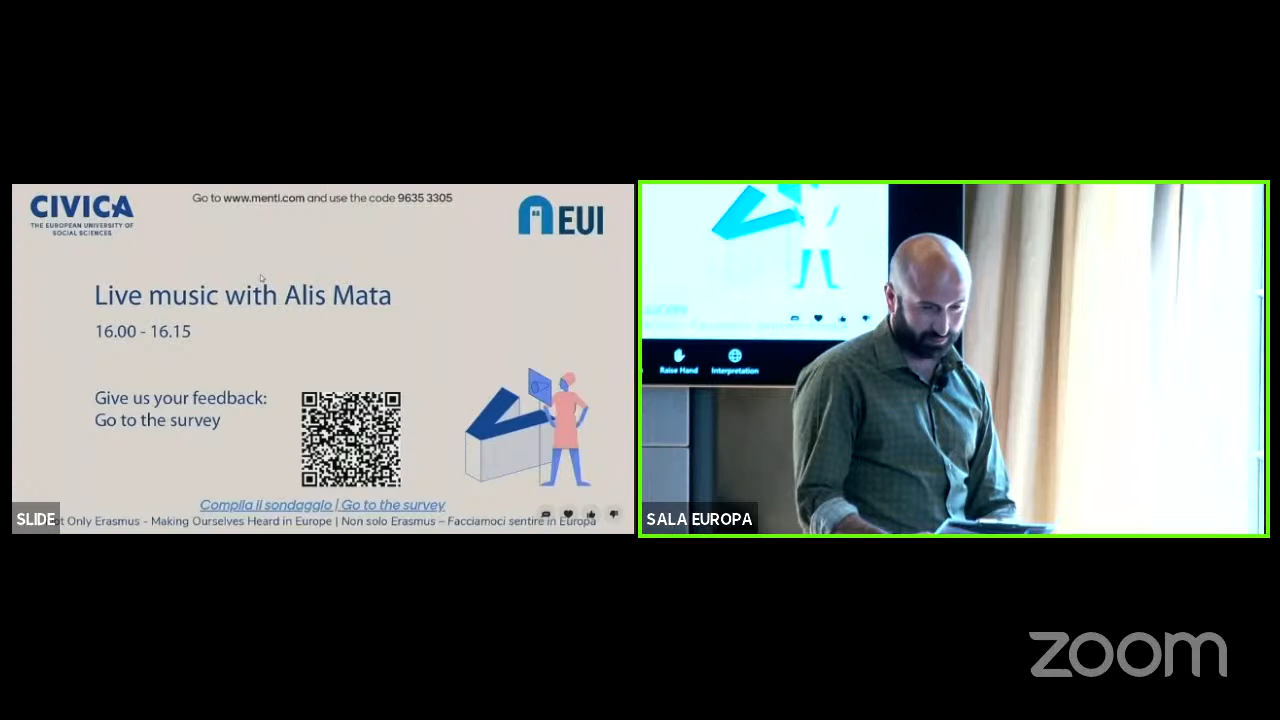 CIVICA
THE EUROPEAN UNIVERSITY OF
SOCIAL SCIENCES
Go to www.menti.com and use the code 9635 3305
EUI
Live music with Alis Mata
16.00 - 16.15
Give us your feedback:
Go to the survey
Compila il sondaggio | Go to the survey
Only Erasmus - Making Ourselves Heard in Europe | Non solo Erasmus – Facciamoci sentire in Europa
SLIDE
Raise Hand
Interpretation
SALA EUROPA
zoom